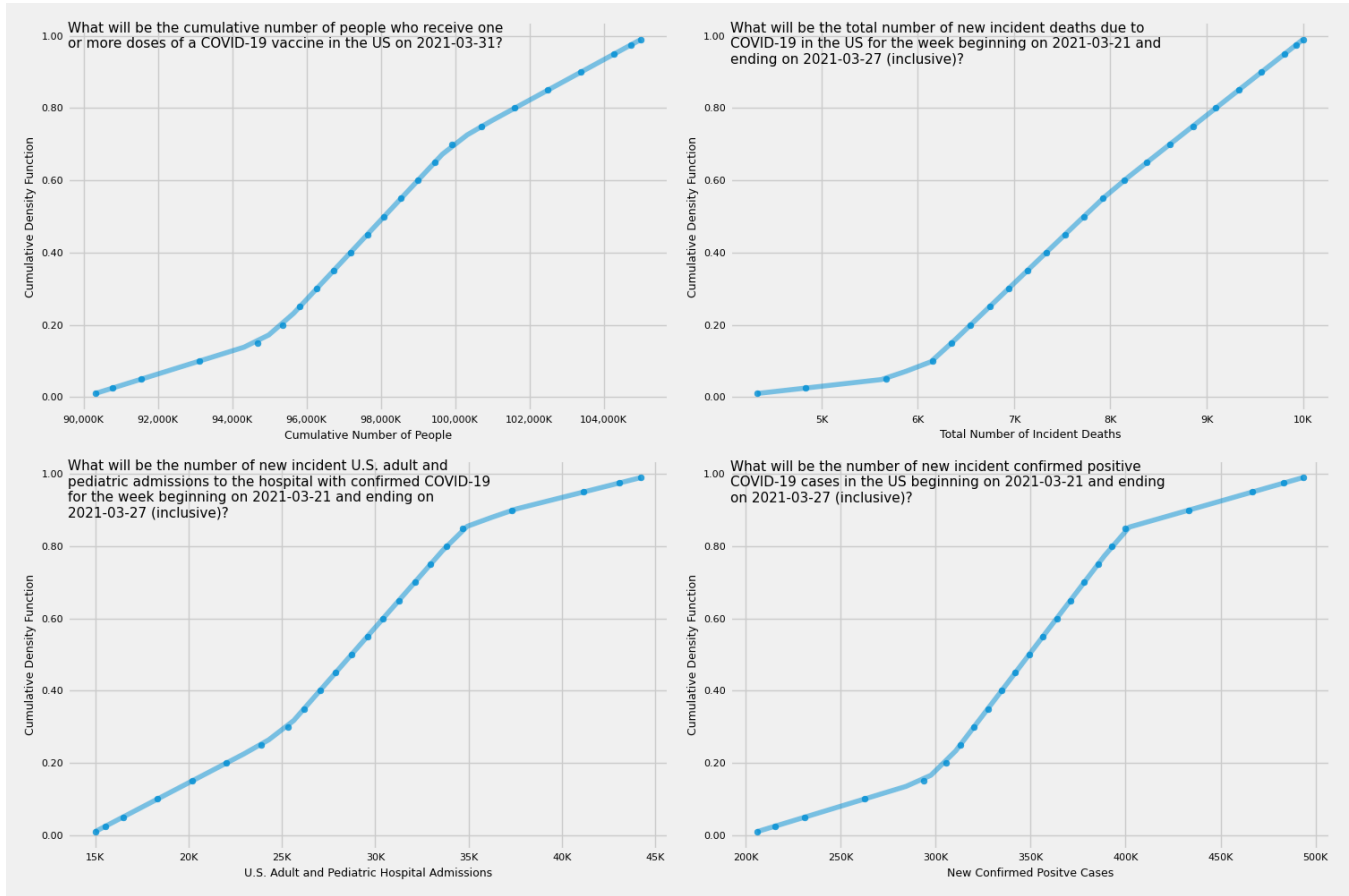 What will be the cumulative number of people who receive one
or more doses of a COVID-19 vaccine in the US on 2021-03-31?
1.00
0.80
0.60
0.40
0.20
0.00
Cumulative Density Function
90,000K 92,000K 94,000K 96,000K 98,000K 100,000K 102,000K 104,000K
Cumulative Number of People
What will be the total number of new incident deaths due to
COVID-19 in the US for the week beginning on 2021-03-21 and
ending on 2021-03-27 (inclusive)?
1.00
0.80
0.60
0.40
0.20
0.00
Cumulative Density Function
5K 6K 7K 8K 9K 10K
Total Number of Incident Deaths
What will be the number of new incident U.S. adult and
pediatric admissions to the hospital with confirmed COVID-19
for the week beginning on 2021-03-21 and ending on
2021-03-27 (inclusive)?
1.00
0.80
0.60
0.40
0.20
0.00
Cumulative Density Function
15K 20K 25K 30K 35K 40K 45K
U.S. Adult and Pediatric Hospital Admissions
What will be the number of new incident confirmed positive
COVID-19 cases in the US beginning on 2021-03-21 and ending
on 2021-03-27 (inclusive)?
1.00
0.80
0.60
0.40
0.20
0.00
Cumulative Density Function
200K 250K 300K 350K 400K 450K 500K
New Confirmed Positve Cases